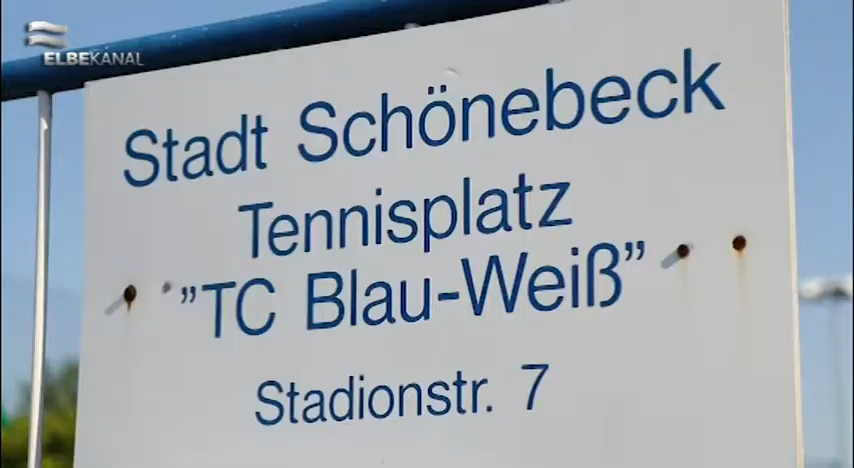 ELBEKANAL
Stadt Schönebeck
Tennisplatz
”TC Blau-Weiß”
Stadionstr. 7